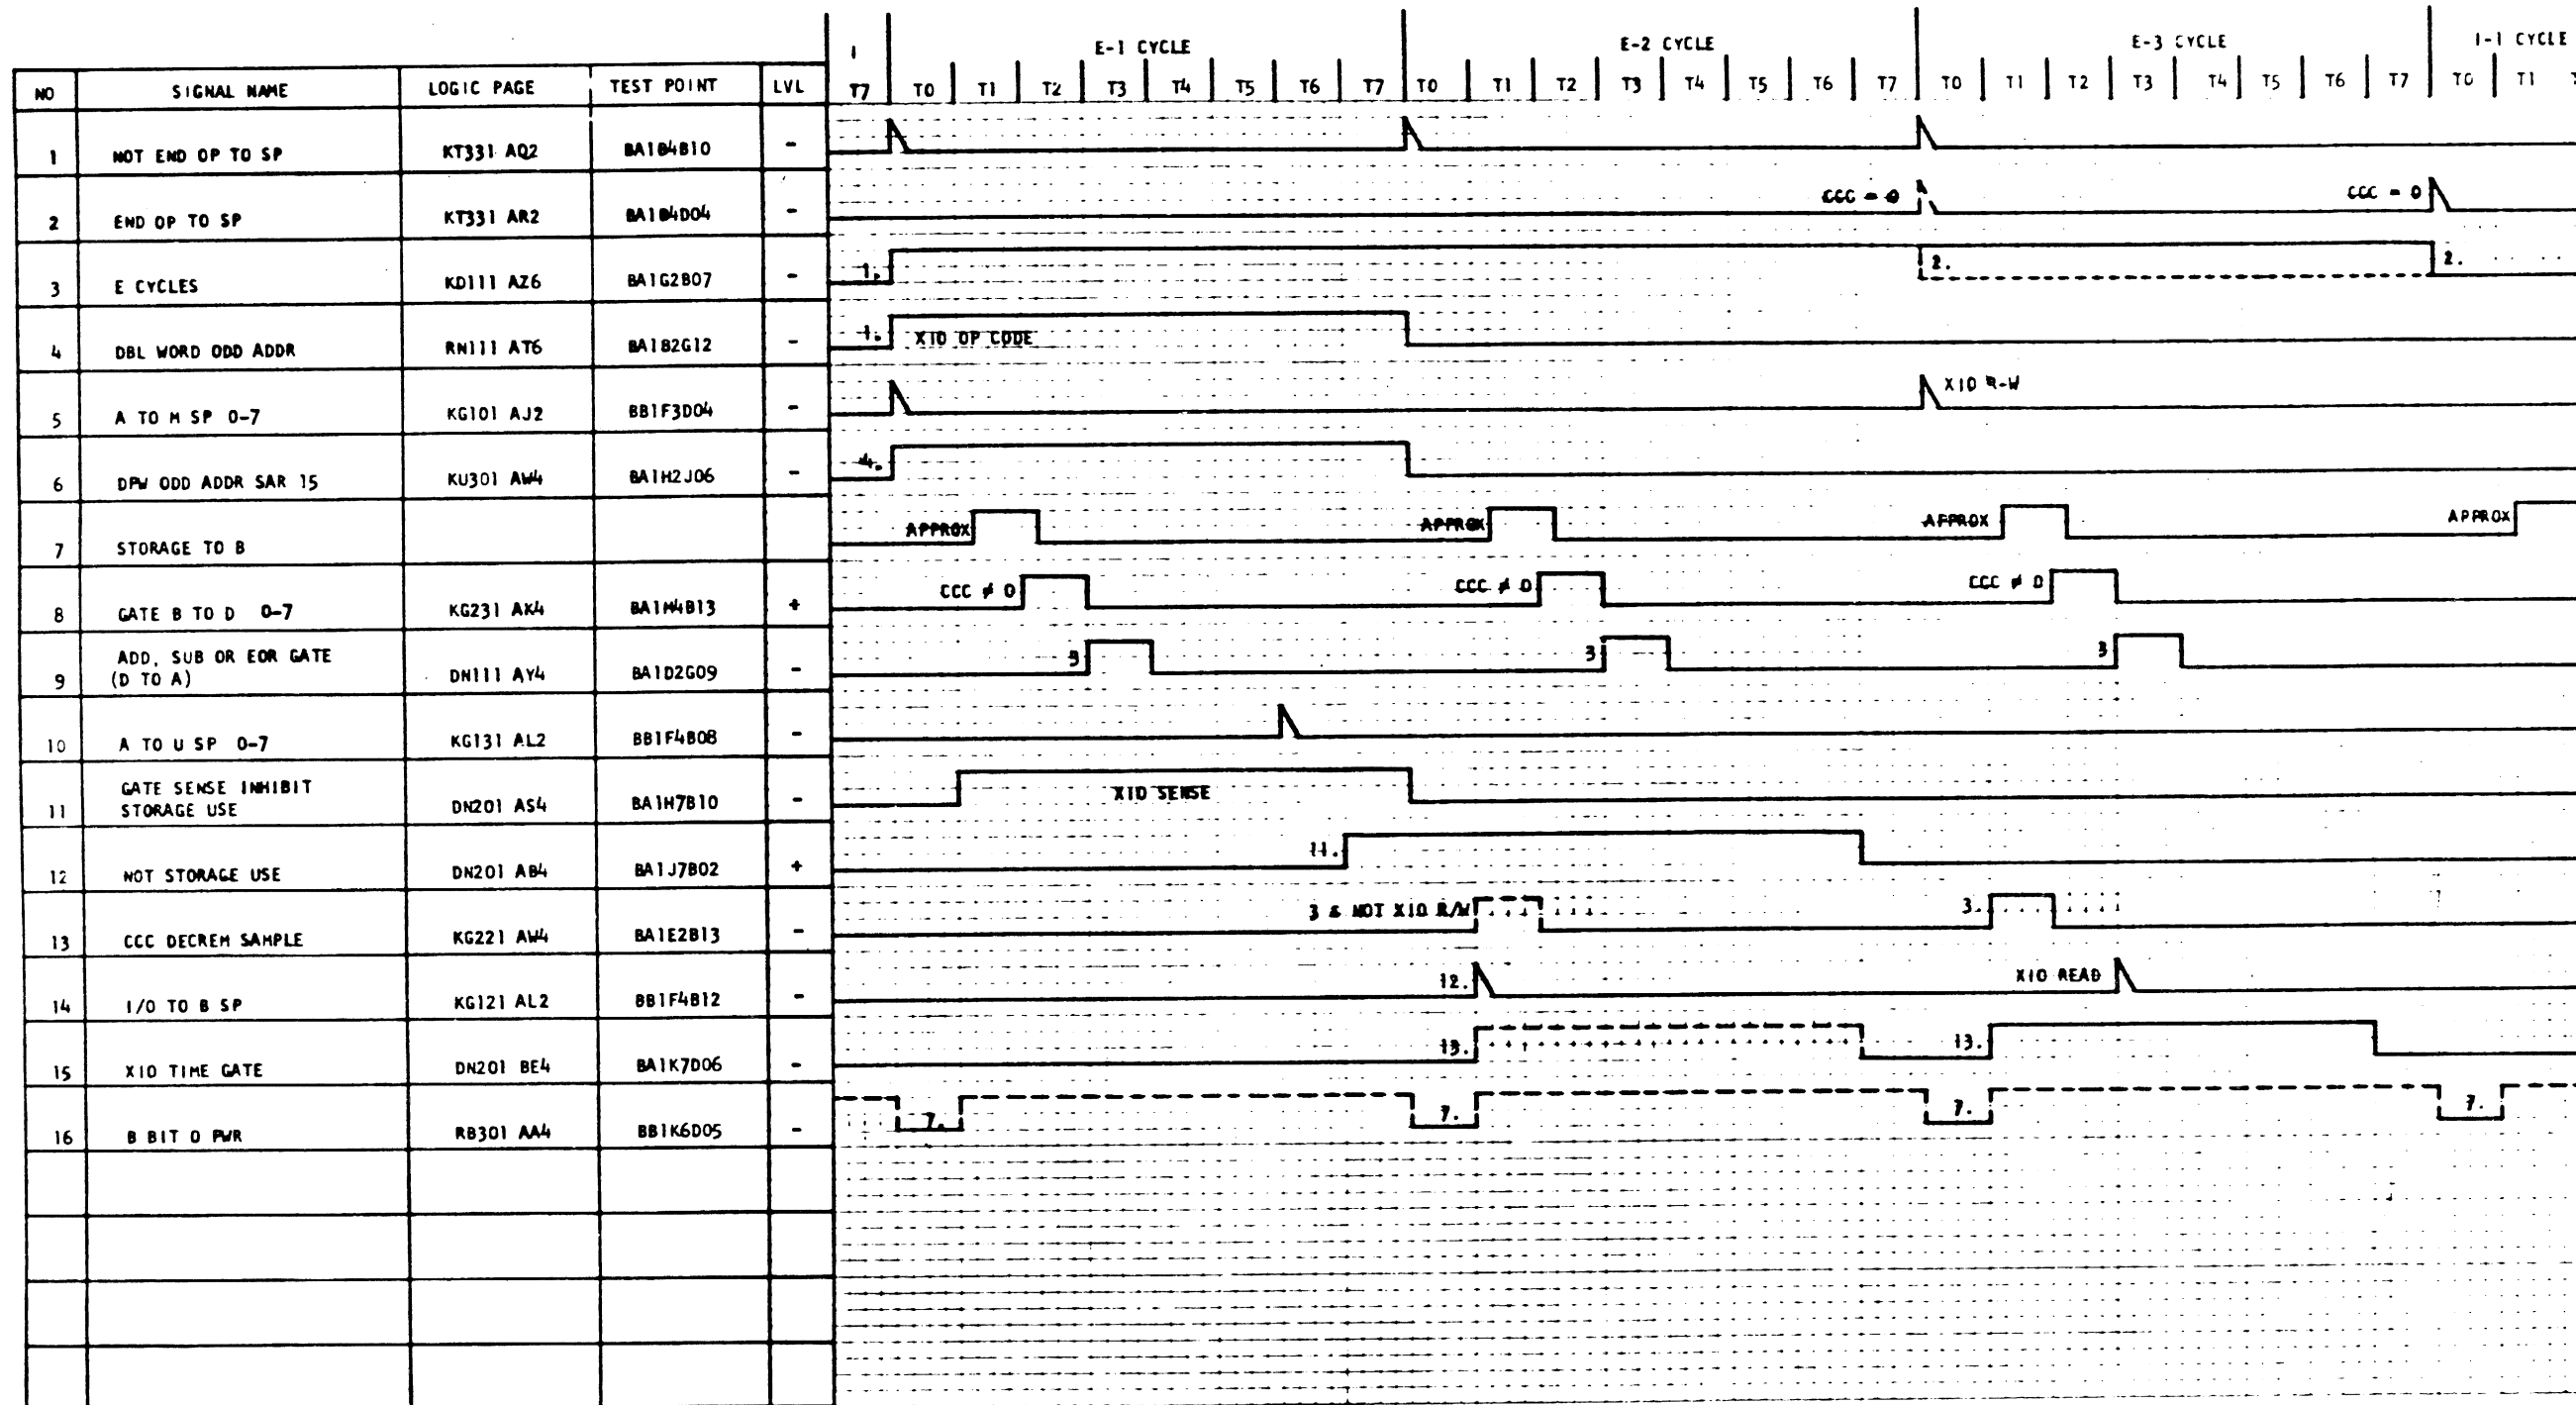 I E-1 CYCLE E-2 CYCLE E-3 CYCLE I-1 CYCLE
NO SIGNAL NAME LOGIC PAGE TEST POINT LVL T7 T0 T1 T2 T3 T4 T5 T6 T7 T0 T1 T2 T3 T4 T5 T6 T7 T0 T1 T2 T3 T4 T5 T6 T7 T0 T1
1 NOT END OP TO SP KT331 AQ2 BA1B4B10 -
2 END OP TO SP KT331 AR2 BA1B4D04 - CCC = 0 CCC = 0
3 E CYCLES KD111 AZ6 BA1G2B07 - 1. 2. 2.
4 DBL WORD ODD ADDR RN111 AT6 BA1B2G12 - 1. XIO OP CODE
5 A TO M SP 0-7 KG101 AJ2 BB1F3D04 - XIO R-W
6 DPW ODD ADDR SAR 15 KU301 AW4 BA1H2J06 - 4.
7 STORAGE TO B APPROX APPROX APPROX APPROX
8 GATE B TO D 0-7 KG231 AK4 BA1M4B13 + CCC ≠ 0 CCC ≠ 0 CCC ≠ 0
ADD, SUB OR EOR GATE
9 (D TO A) DN111 AY4 BA1D2G09 - 3 3 3
10 A TO U SP 0-7 KG131 AL2 BB1F4B08 -
GATE SENSE INHIBIT
11 STORAGE USE DN201 AS4 BA1H7B10 - XIO SENSE
12 NOT STORAGE USE DN201 AB4 BA1J7B02 + 11.
13 CCC DECREM SAMPLE KG221 AW4 BA1E2B13 - 3 & NOT XIO R/W 3.
14 I/O TO B SP KG121 AL2 BB1F4B12 - 12. XIO READ
15 XIO TIME GATE DN201 BE4 BA1K7D06 - 13. 13.
16 B BIT 0 PWR RB301 AA4 BB1K6D05 - 7. 7. 7. 7.